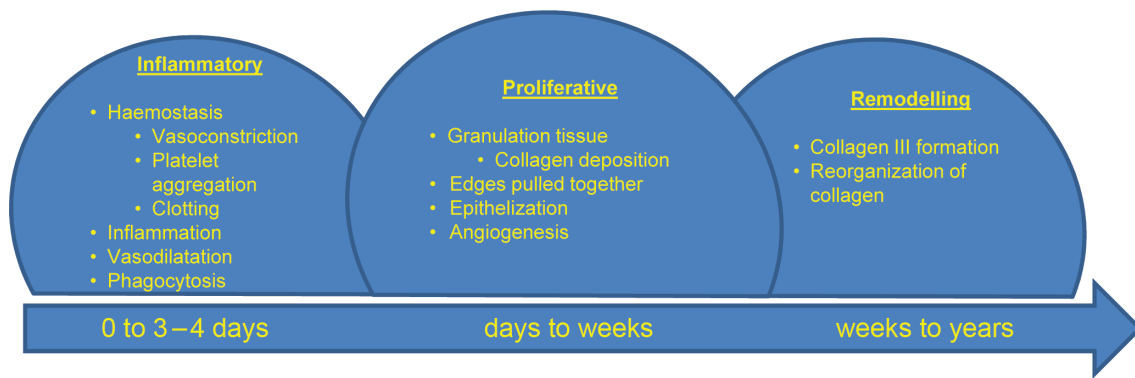 Inflammatory
• Haemostasis
• Vasoconstriction
• Platelet
aggregation
• Clotting
• Inflammation
• Vasodilatation
• Phagocytosis
Proliferative
• Granulation tissue
• Collagen deposition
• Edges pulled together
• Epithelization
• Angiogenesis
Remodelling
• Collagen III formation
• Reorganization of
collagen
0 to 3–4 days
days to weeks
weeks to years